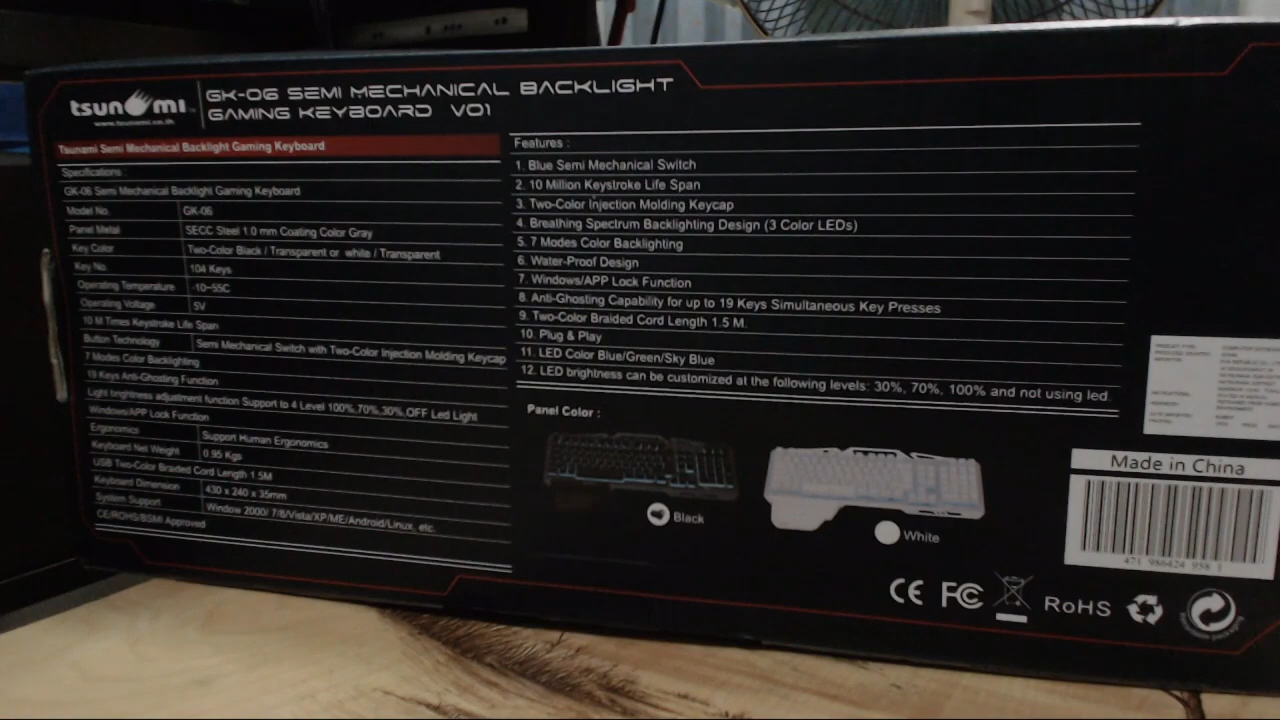 tsunami
www.tsunami.co.th
GK-06 SEMI MECHANICAL BACKLIGHT
GAMING KEYBOARD V01
Tsunami Semi Mechanical Backlight Gaming Keyboard
Specifications :
GK-06 Semi Mechanical Backlight Gaming Keyboard
Model No. GK-06
Panel Metal SECC Steel 1.0 mm Coating Color Gray
Key Color Two-Color Black / Transparent or white / Transparent
Key No. 104 Keys
Operating Temperature -10~55C
Operating Voltage 5V
10 M Times Keystroke Life Span
Button Technology Semi Mechanical Switch with Two-Color Injection Molding Keycap
7 Modes Color Backlighting
19 Keys Anti-Ghosting Function
Light brightness adjustment function Support to 4 Level 100%,70%,30%,OFF Led Light
Windows/APP Lock Function
Ergonomics Support Human Ergonomics
Keyboard Net Weight 0.95 Kgs
USB Two-Color Braided Cord Length 1.5M
Keyboard Dimension 430 x 240 x 35mm
System Support Window 2000/ 7/8/Vista/XP/ME/Android/Linux, etc.
CE/ROHS/BSMI Approved
Features :
1. Blue Semi Mechanical Switch
2. 10 Million Keystroke Life Span
3. Two-Color Injection Molding Keycap
4. Breathing Spectrum Backlighting Design (3 Color LEDs)
5. 7 Modes Color Backlighting
6. Water-Proof Design
7. Windows/APP Lock Function
8. Anti-Ghosting Capability for up to 19 Keys Simultaneous Key Presses
9. Two-Color Braided Cord Length 1.5 M.
10. Plug & Play
11. LED Color Blue/Green/Sky Blue
12. LED brightness can be customized at the following levels: 30%, 70%, 100% and not using led.
Panel Color :
Black
White
Made in China
471 986424 958 1
CE FC RoHS